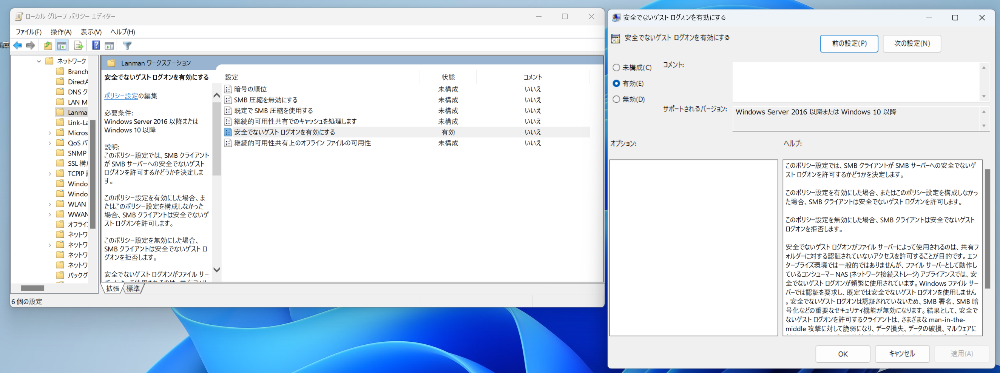 在庫
ローカル グループ ポリシー エディター
ファイル(F) 操作(A) 表示(V) ヘルプ(H)
ネットワーク
Branch
DirectA
DNS ク
LAN M
Lanma
Link-La
Micros
QoS パ
SNMP
SSL 構
TCPIP
Windo
Windo
WLAN
WWAN
オフライ
ネットワ
ネットワ
ネットワ
ネットワ
バックグ
Lanman ワークステーション
安全でないゲスト ログオンを有効にする
ポリシー設定の編集
必要条件:
Windows Server 2016 以降または
Windows 10 以降
説明:
このポリシー設定では、SMB クライアント
が SMB サーバーへの安全でないゲスト
ログオンを許可するかどうかを決定しま
す。
このポリシー設定を有効にした場合、ま
たはこのポリシー設定を構成しなかった
場合、SMB クライアントは安全でないゲ
スト ログオンを許可します。
このポリシー設定を無効にした場合、
SMB クライアントは安全でないゲスト ロ
グオンを拒否します。
安全でないゲスト ログオンがファイル サー
バーによって使用されるのは、共有フォル
設定 状態 コメント
暗号の順位 未構成 いいえ
SMB 圧縮を無効にする 未構成 いいえ
既定で SMB 圧縮を使用する 未構成 いいえ
継続的可用性共有でのキャッシュを処理します 未構成 いいえ
安全でないゲスト ログオンを有効にする 有効 いいえ
継続的可用性共有上のオフライン ファイルの可用性 未構成 いいえ
拡張 標準
6 個の設定
安全でないゲスト ログオンを有効にする
安全でないゲスト ログオンを有効にする
前の設定(P) 次の設定(N)
未構成(C)
有効(E)
無効(D)
コメント:
サポートされるバージョン:
Windows Server 2016 以降または Windows 10 以降
オプション:
ヘルプ:
このポリシー設定では、SMB クライアントが SMB サーバーへの安全でないゲ
スト ログオンを許可するかどうかを決定します。
このポリシー設定を有効にした場合、またはこのポリシー設定を構成しなかっ
た場合、SMB クライアントは安全でないゲスト ログオンを許可します。
このポリシー設定を無効にした場合、SMB クライアントは安全でないゲスト
ログオンを拒否します。
安全でないゲスト ログオンがファイル サーバーによって使用されるのは、共有フ
ォルダーに対する認証されていないアクセスを許可することが目的です。エン
タープライズ環境では一般的ではありませんが、ファイル サーバーとして動作し
ているコンシューマー NAS (ネットワーク接続ストレージ) アプライアンスでは、安
全でないゲスト ログオンが頻繁に使用されています。Windows ファイル サー
バーでは認証を要求し、既定では安全でないゲスト ログオンを使用しません
。安全でないゲスト ログオンは認証されていないため、SMB 署名、SMB 暗
号化などの重要なセキュリティ機能が無効になります。結果として、安全で
ないゲスト ログオンを許可するクライアントは、さまざまな man-in-the-
middle 攻撃に対して脆弱になり、データ損失、データの破損、マルウェアに
OK キャンセル 適用(A)